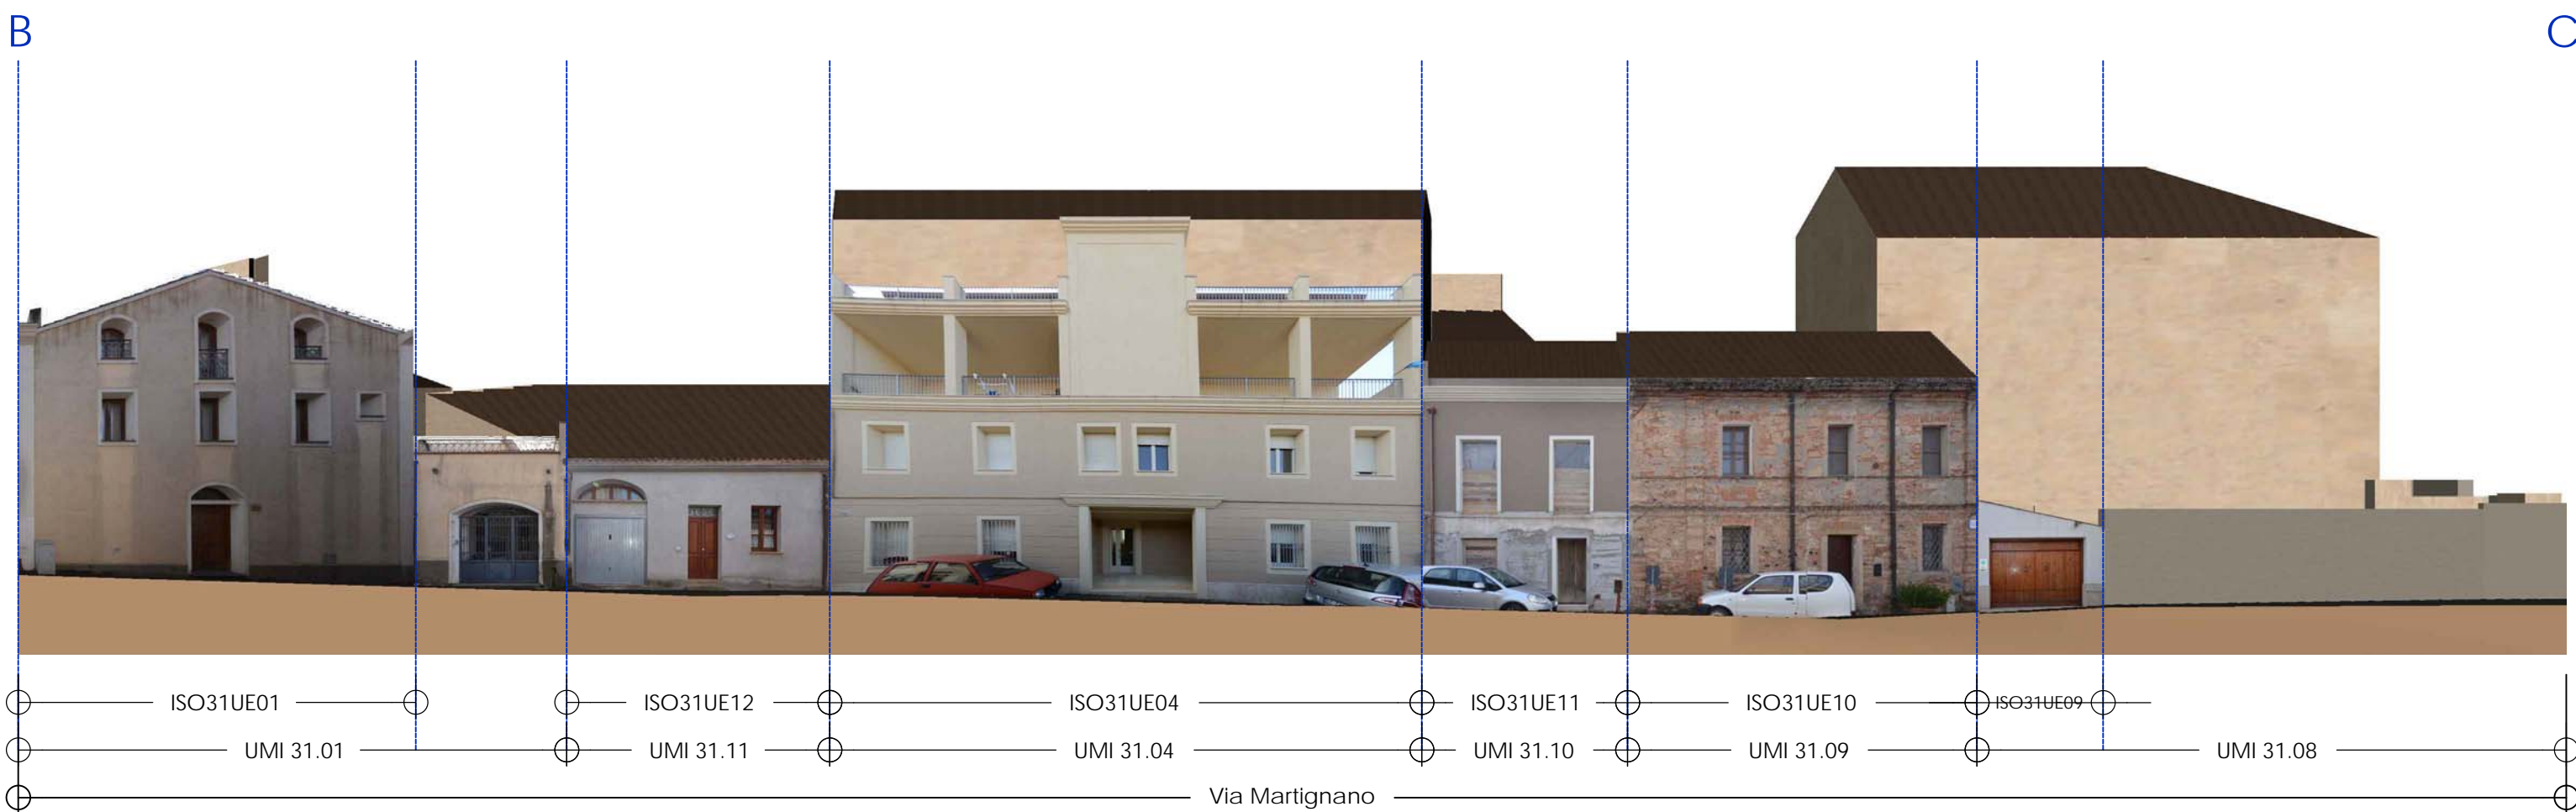 B
C
ISO31UE01
ISO31UE12
ISO31UE04
ISO31UE11
ISO31UE10
ISO31UE09
UMI 31.01
UMI 31.11
UMI 31.04
UMI 31.10
UMI 31.09
UMI 31.08
Via Martignano